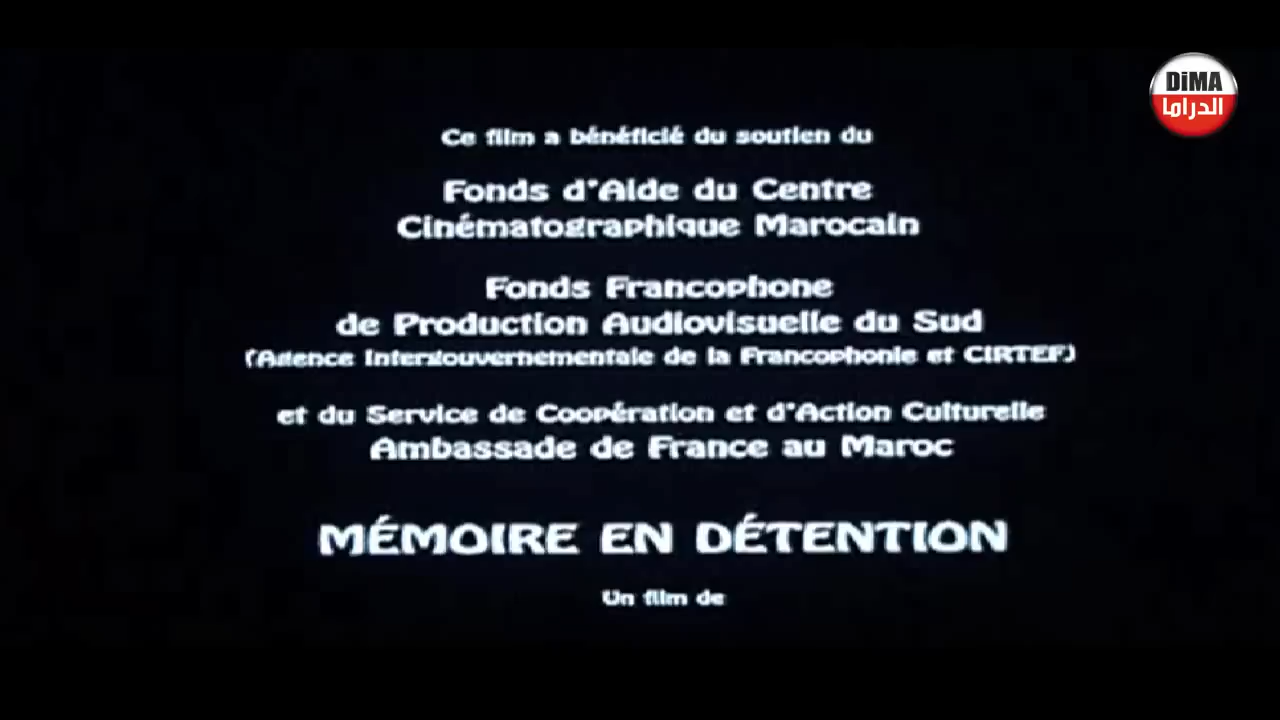 DiMA
الدراما
Ce film a bénéficié du soutien du
Fonds d'Aide du Centre
Cinématographique Marocain
Fonds Francophone
de Production Audiovisuelle du Sud
(Agence Intergouvernementale de la Francophonie et CIRTEF)
et du Service de Coopération et d'Action Culturelle
Ambassade de France au Maroc
MÉMOIRE EN DÉTENTION
Un film de